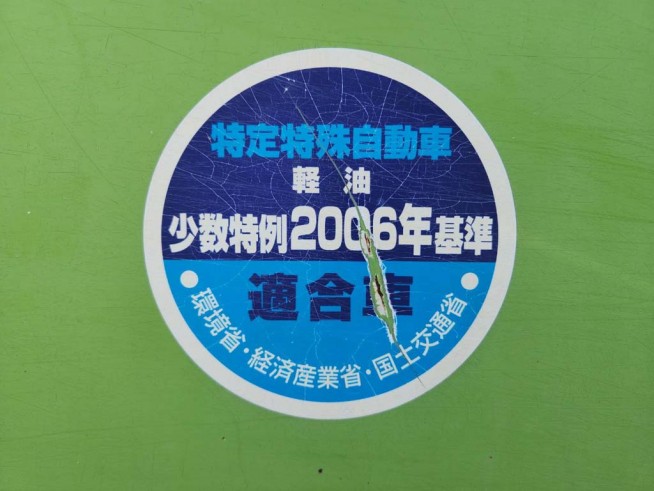 特定特殊自動車
軽油
少数特例2006年基準
適合車
環境省・経済産業省・国土交通省